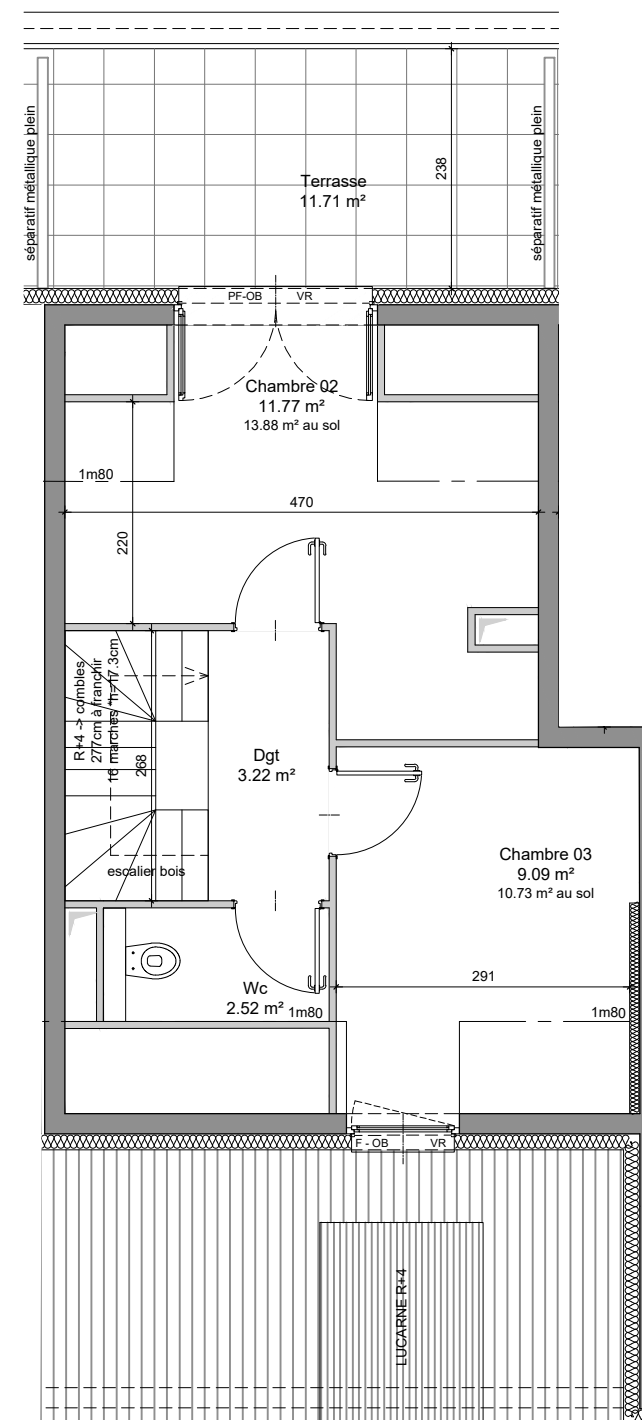 séparatif métallique plein
séparatif métallique plein
238
Terrasse
11.71 m²
PF-OB VR
Chambre 02
11.77 m²
13.88 m² au sol
1m80
470
220
R+4 -> combles
277cm à franchir
16 marches *h=17.3cm
268
Dgt
3.22 m²
escalier bois
Chambre 03
9.09 m²
10.73 m² au sol
291
Wc
2.52 m²
1m80
1m80
F - OB VR
LUCARNE R+4